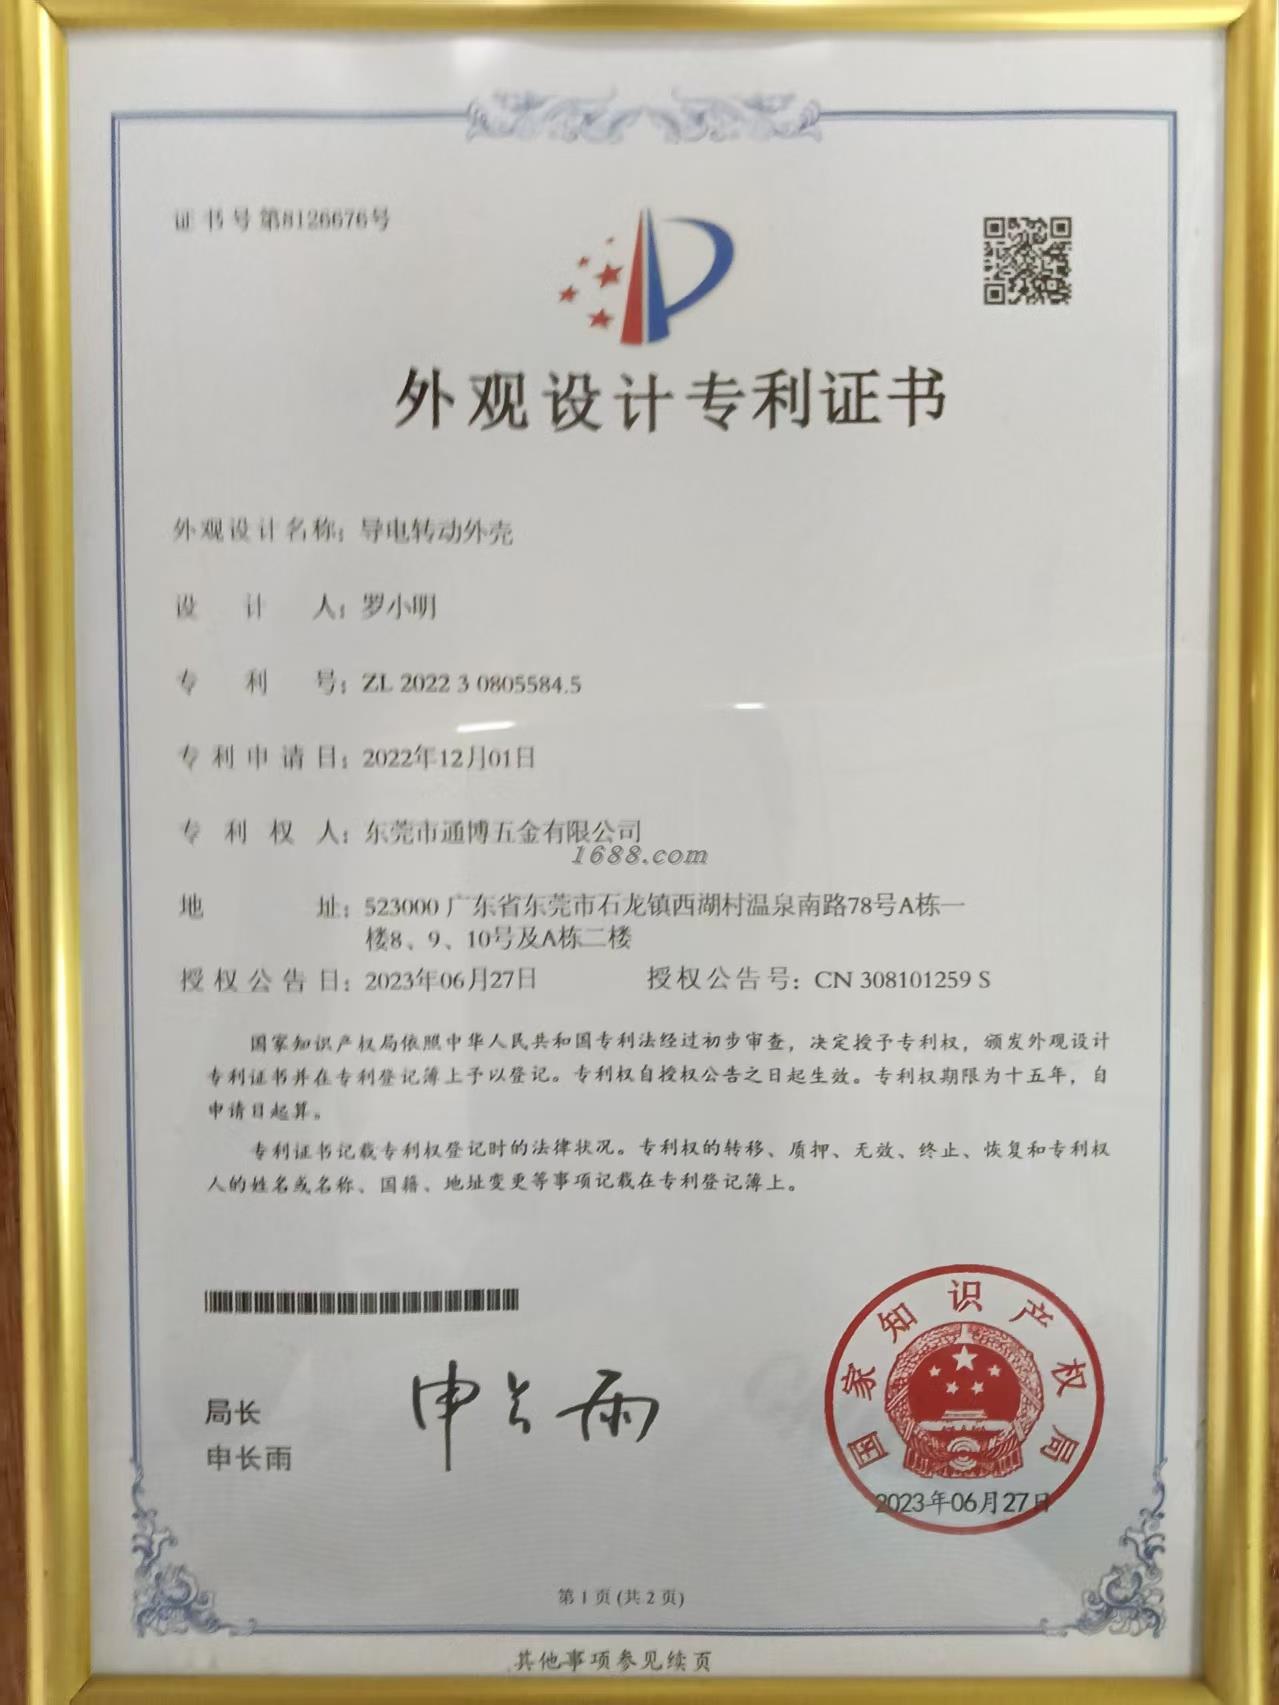 证书号第8126676号
外观设计专利证书
外观设计名称：导电转动外壳
设计人：罗小明
专利号：ZL 2022 3 0805584.5
专利申请日：2022年12月01日
专利权人：东莞市通博五金有限公司
1688.com
地址：523000 广东省东莞市石龙镇西湖村温泉南路78号A栋一
楼8、9、10号及A栋二楼
授权公告日：2023年06月27日 授权公告号：CN 308101259 S
国家知识产权局依照中华人民共和国专利法经过初步审查，决定授予专利权，颁发外观设计
专利证书并在专利登记簿上予以登记。专利权自授权公告之日起生效。专利权期限为十五年，自
申请日起算。
专利证书记载专利权登记时的法律状况。专利权的转移、质押、无效、终止、恢复和专利权
人的姓名或名称、国籍、地址变更等事项记载在专利登记簿上。
局长
申长雨
申长雨
国家知识产权局
2023年06月27日
第 1 页 (共 2 页)
其他事项参见续页